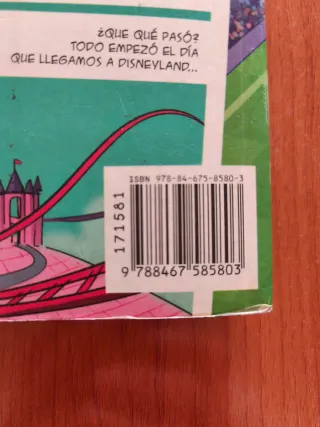 ¿QUE QUÉ PASÓ?
TODO EMPEZÓ EL DÍA
QUE LLEGAMOS A DISNEYLAND...
ISBN 978-84-675-8580-3
171581
9 788467 585803